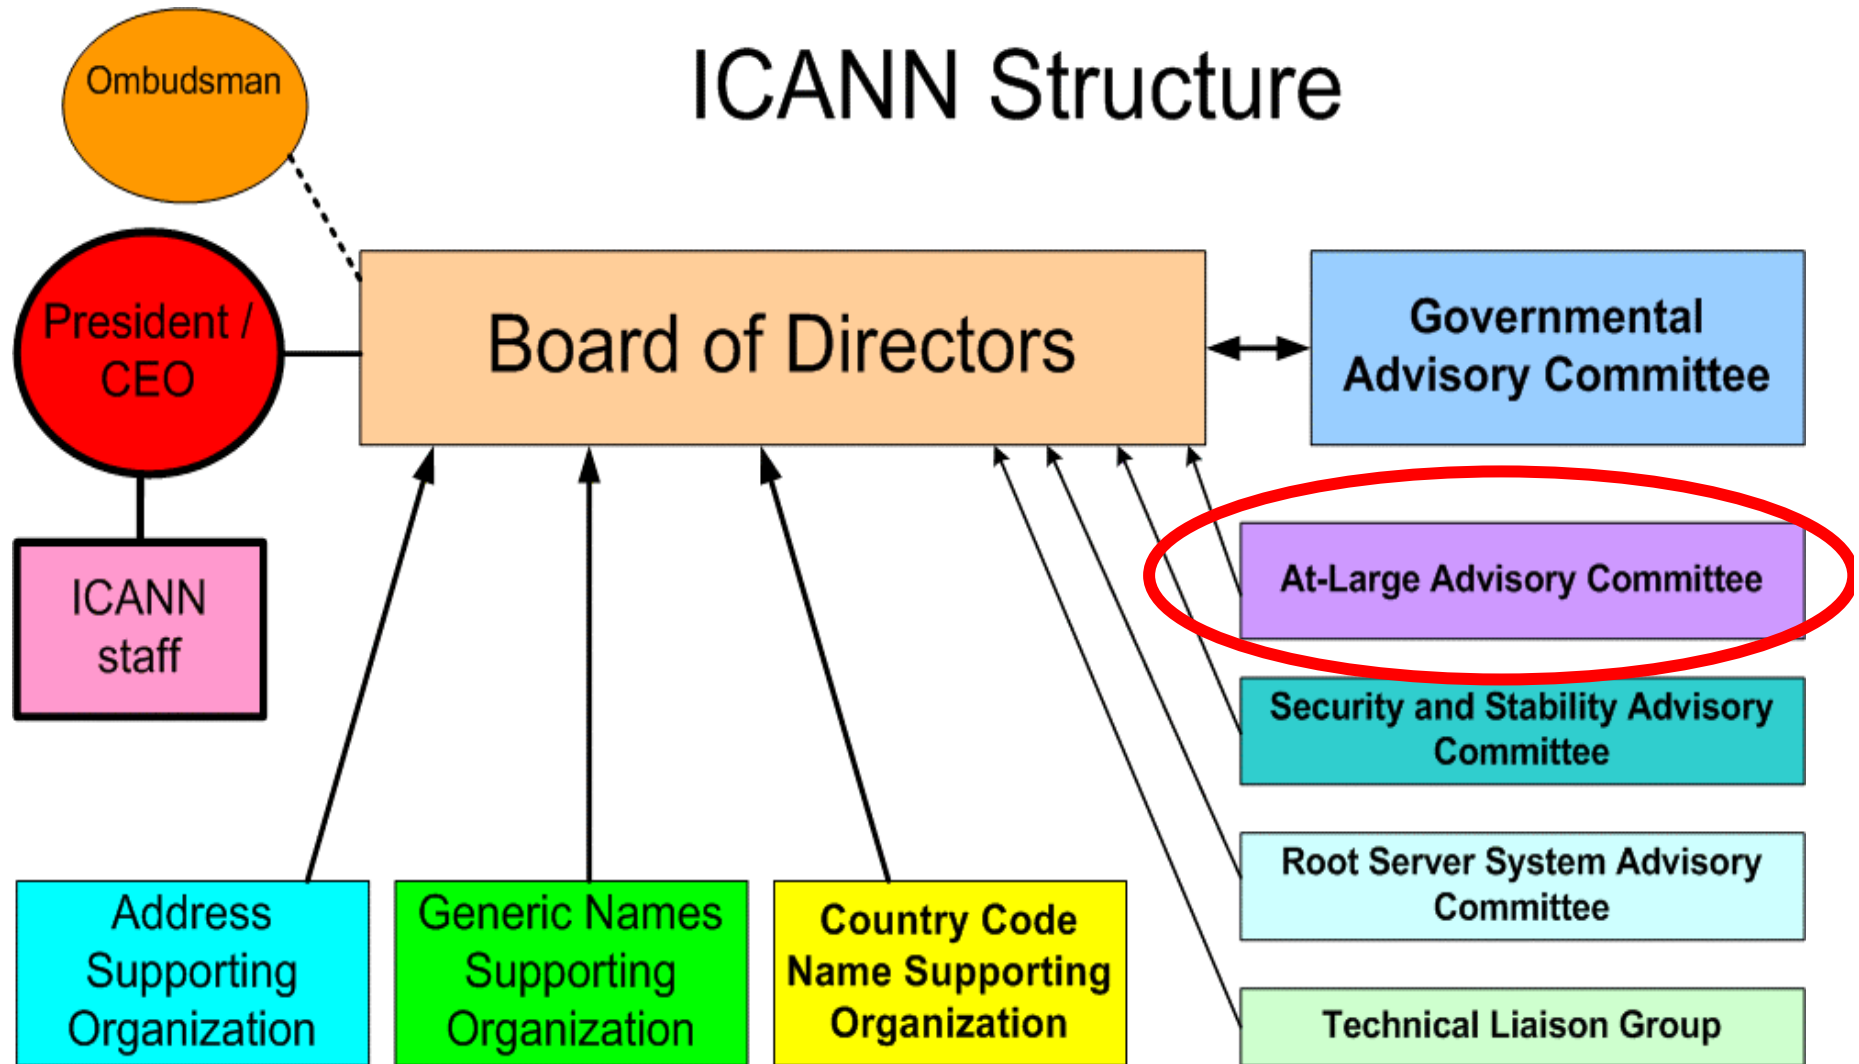 ICANN Structure
Ombudsman
President /
CEO
Board of Directors
Governmental
Advisory Committee
ICANN
staff
At-Large Advisory Committee
Security and Stability Advisory
Committee
Root Server System Advisory
Committee
Technical Liaison Group
Address
Supporting
Organization
Generic Names
Supporting
Organization
Country Code
Name Supporting
Organization